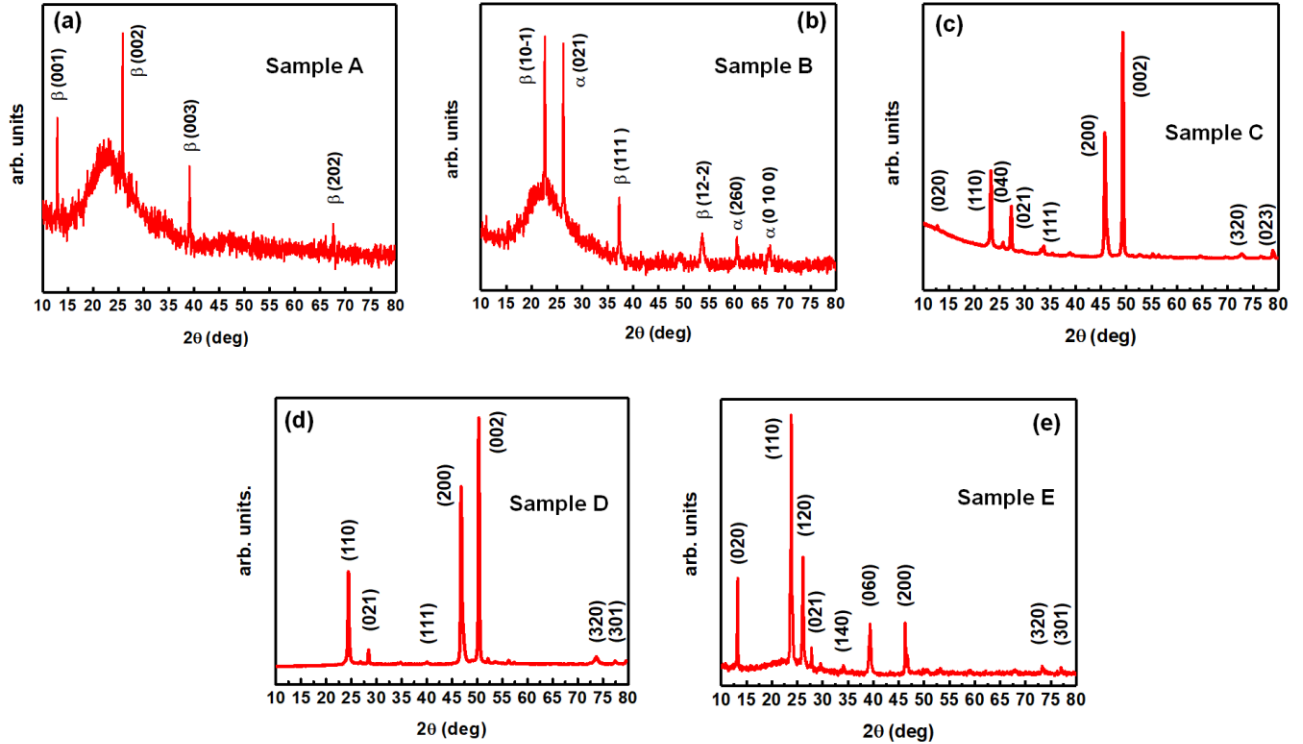 (a)
Sample A
β (001)
β (002)
β (003)
β (202)
arb. units
10 15 20 25 30 35 40 45 50 55 60 65 70 75 80
2θ (deg)
(b)
Sample B
β (10-1)
α (021)
β (111 )
β (12-2)
α (260)
α (0 10 0)
arb. units
10 15 20 25 30 35 40 45 50 55 60 65 70 75 80
2θ (deg)
(c)
Sample C
(020)
(110)
(040)
(021)
(111)
(200)
(002)
(320)
(023)
arb. units
10 15 20 25 30 35 40 45 50 55 60 65 70 75 80
2θ (deg)
(d)
Sample D
(110)
(021)
(111)
(200)
(002)
(320)
(301)
arb. units.
10 15 20 25 30 35 40 45 50 55 60 65 70 75 80
2θ (deg)
(e)
Sample E
(020)
(110)
(120)
(021)
(140)
(060)
(200)
(320)
(301)
arb. units
10 15 20 25 30 35 40 45 50 55 60 65 70 75 80
2θ (deg)